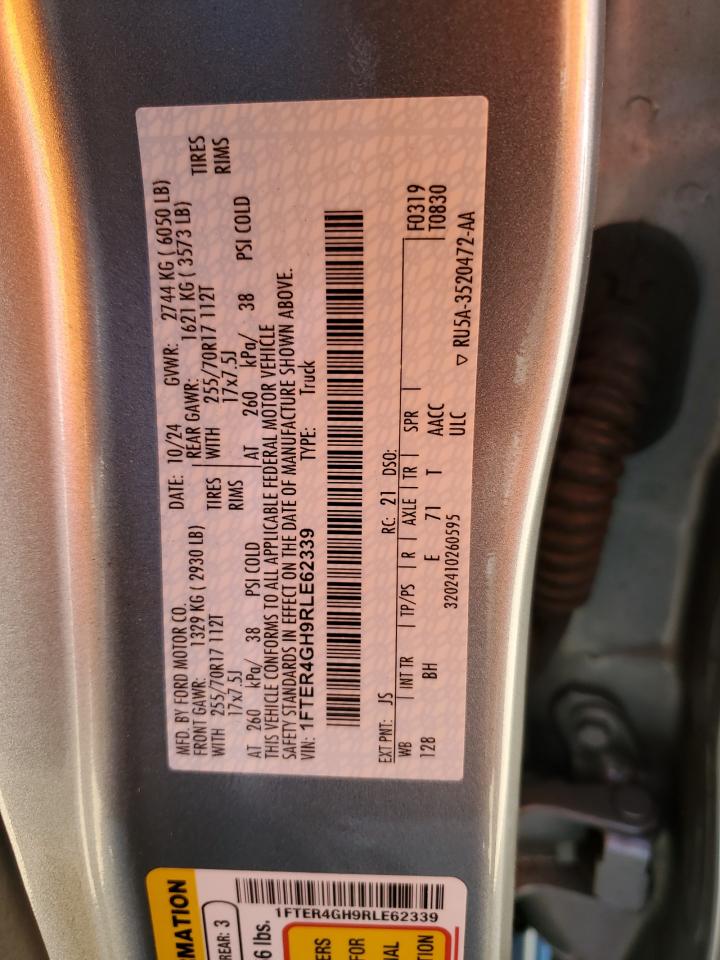 MFD. BY FORD MOTOR CO. DATE: 10/24 GVWR: 2744 KG ( 6050 LB)
FRONT GAWR: 1329 KG ( 2930 LB) REAR GAWR: 1621 KG ( 3573 LB)
WITH 255/70R17 112T TIRES WITH 255/70R17 112T TIRES
17x7.5J RIMS 17x7.5J RIMS
AT 260 kPa/ 38 PSI COLD AT 260 kPa/ 38 PSI COLD
THIS VEHICLE CONFORMS TO ALL APPLICABLE FEDERAL MOTOR VEHICLE
SAFETY STANDARDS IN EFFECT ON THE DATE OF MANUFACTURE SHOWN ABOVE.
VIN: 1FTER4GH9RLE62339 TYPE: Truck
F0319
T0830
EXT PNT: JS RC: 21 DSO:
WB INT TR TP/PS R AXLE TR SPR
128 BH E 71 T AACC
ULC
3202410260595 ▽ RU5A-3520472-AA
RMATION
REAR: 3
6 lbs.
1FTER4GH9RLE62339
ERS
FOR
AL
TION